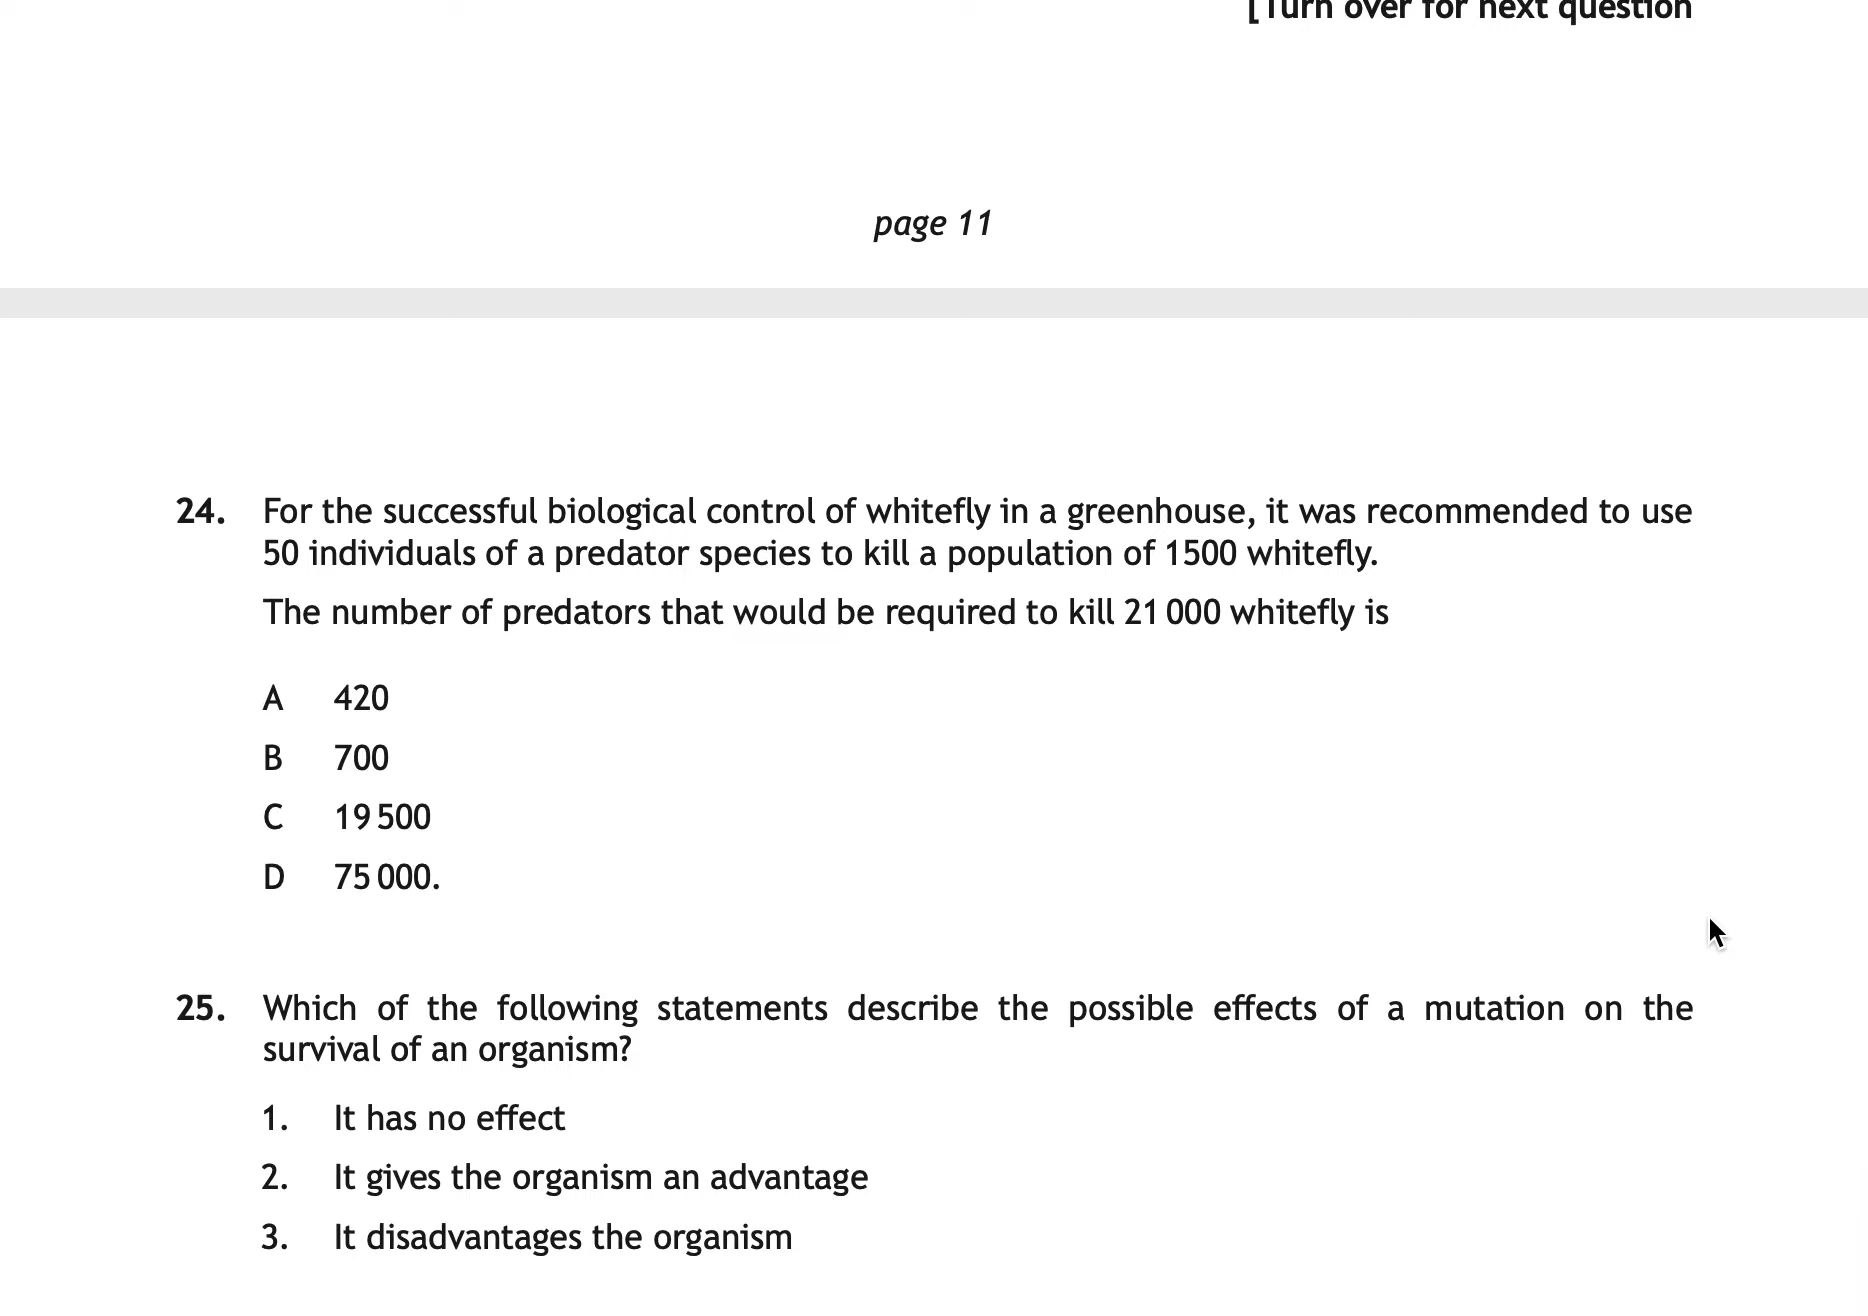 [Turn over for next question
page 11
24. For the successful biological control of whitefly in a greenhouse, it was recommended to use
50 individuals of a predator species to kill a population of 1500 whitefly.
The number of predators that would be required to kill 21 000 whitefly is
A 420
B 700
C 19 500
D 75 000.
25. Which of the following statements describe the possible effects of a mutation on the
survival of an organism?
1. It has no effect
2. It gives the organism an advantage
3. It disadvantages the organism